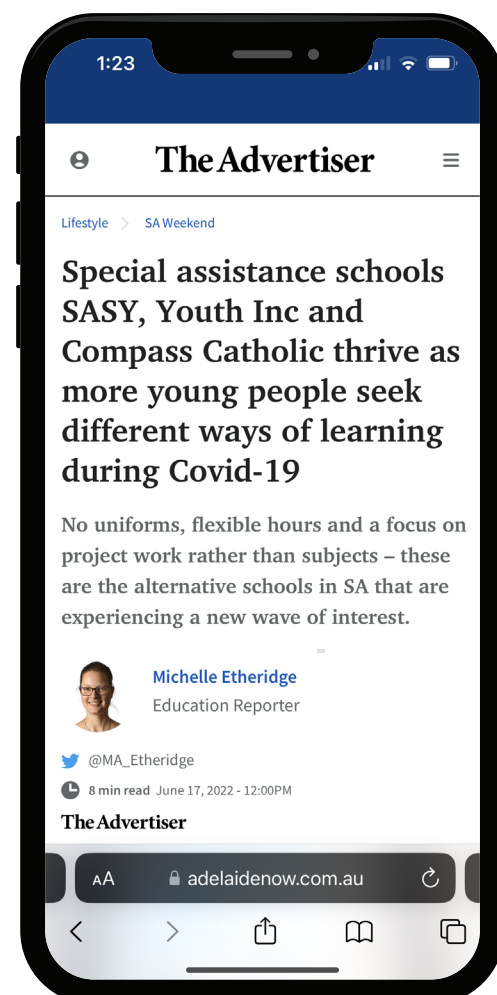 1:23
The Advertiser
Lifestyle
SA Weekend
Special assistance schools
SASY, Youth Inc and
Compass Catholic thrive as
more young people seek
different ways of learning
during Covid-19
No uniforms, flexible hours and a focus on
project work rather than subjects – these
are the alternative schools in SA that are
experiencing a new wave of interest.
Michelle Etheridge
Education Reporter
@MA_Etheridge
8 min read June 17, 2022 - 12:00PM
The Advertiser
AA adelaidenow.com.au